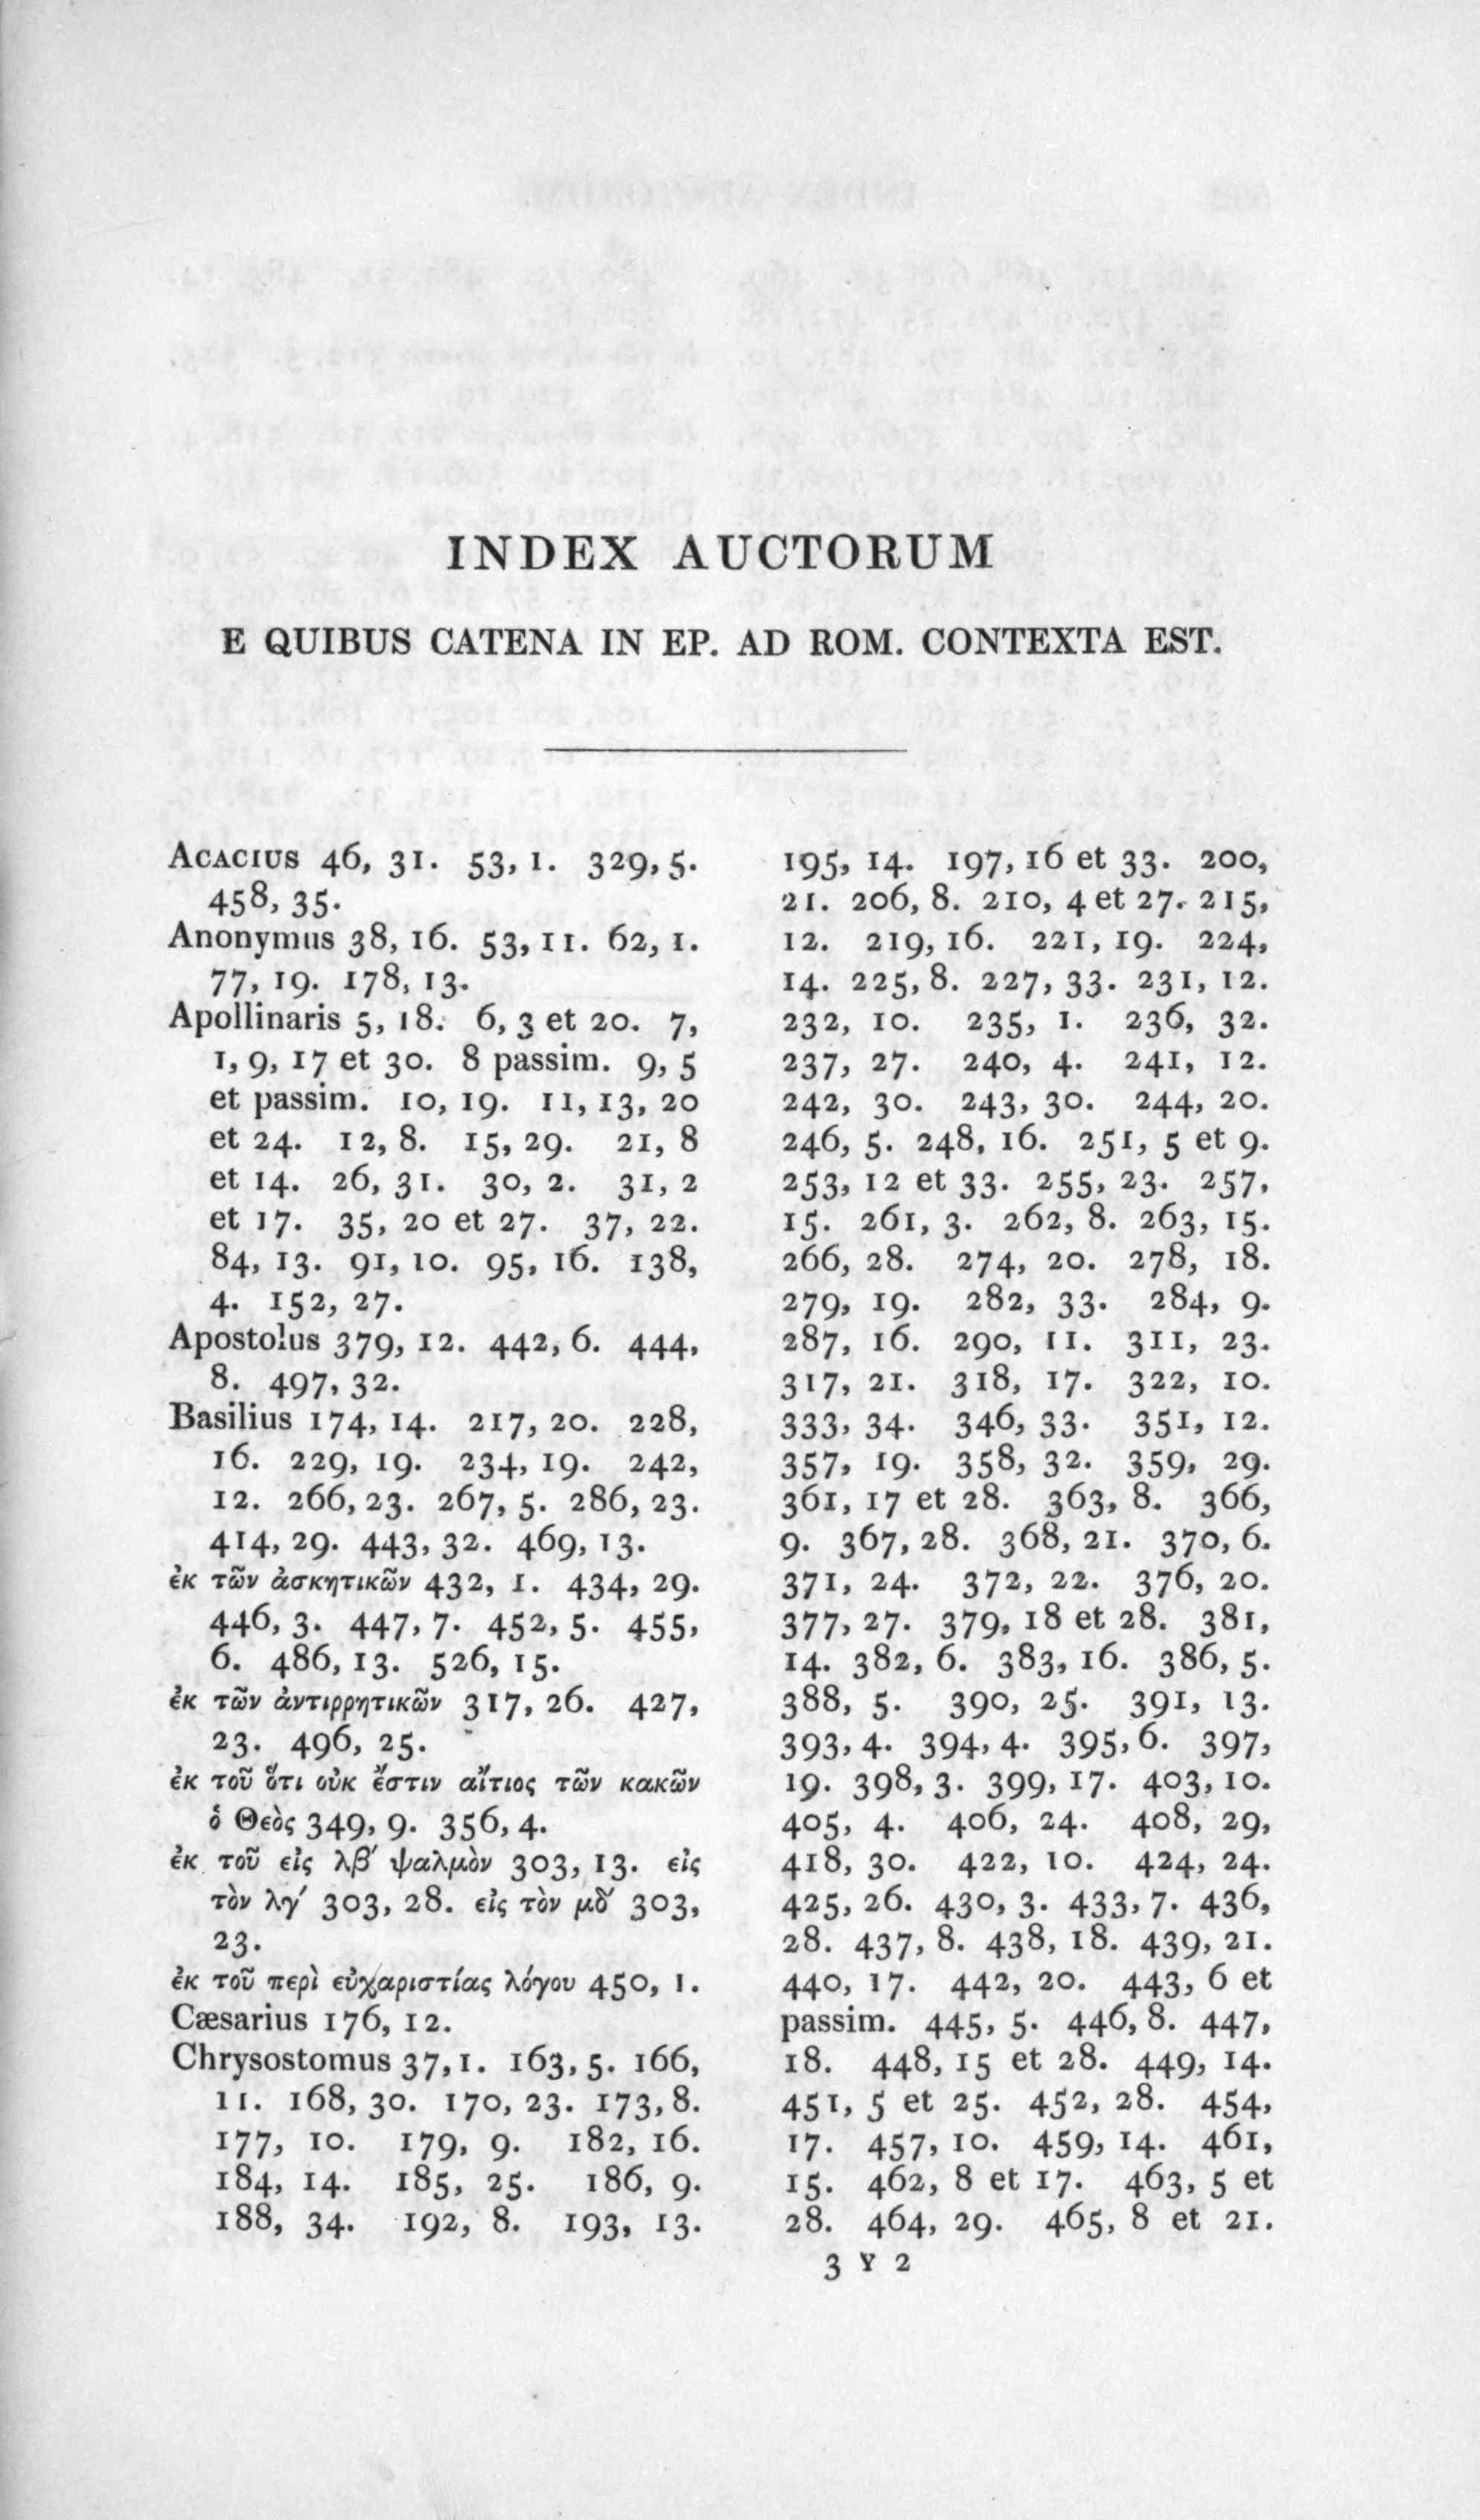 INDEX AUCTORUM
E QUIBUS CATENA IN EP. AD ROM. CONTEXTA EST.
ACACIUS 46, 31. 53, 1. 329, 5.
458, 35.
Anonymus 38, 16. 53, 11. 62, 1.
77, 19. 178, 13.
Apollinaris 5, 18. 6, 3 et 20. 7,
1, 9, 17 et 30. 8 passim. 9, 5
et passim. 10, 19. 11, 13, 20
et 24. 12, 8. 15, 29. 21, 8
et 14. 26, 31. 30, 2. 31, 2
et 17. 35, 20 et 27. 37, 22.
84, 13. 91, 10. 95, 16. 138,
4. 152, 27.
Apostolus 379, 12. 442, 6. 444,
8. 497, 32.
Basilius 174, 14. 217, 20. 228,
16. 229, 19. 234, 19. 242,
12. 266, 23. 267, 5. 286, 23.
414, 29. 443, 32. 469, 13.
ἐκ τῶν ἀσκητικῶν 432, 1. 434, 29.
446, 3. 447, 7. 452, 5. 455,
6. 486, 13. 526, 15.
ἐκ τῶν ἀντιρρητικῶν 317, 26. 427,
23. 496, 25.
ἐκ τοῦ ὅτι οὐκ ἔστιν αἴτιος τῶν κακῶν
ὁ Θεὸς 349, 9. 356, 4.
ἐκ τοῦ εἰς λβʹ ψαλμὸν 303, 13. εἰς
τὸν λγʹ 303, 28. εἰς τὸν μδʹ 303,
23.
ἐκ τοῦ περὶ εὐχαριστίας λόγου 450, 1.
Cæsarius 176, 12.
Chrysostomus 37, 1. 163, 5. 166,
11. 168, 30. 170, 23. 173, 8.
177, 10. 179, 9. 182, 16.
184, 14. 185, 25. 186, 9.
188, 34. 192, 8. 193, 13.
195, 14. 197, 16 et 33. 200,
21. 206, 8. 210, 4 et 27. 215,
12. 219, 16. 221, 19. 224,
14. 225, 8. 227, 33. 231, 12.
232, 10. 235, 1. 236, 32.
237, 27. 240, 4. 241, 12.
242, 30. 243, 30. 244, 20.
246, 5. 248, 16. 251, 5 et 9.
253, 12 et 33. 255, 23. 257,
15. 261, 3. 262, 8. 263, 15.
266, 28. 274, 20. 278, 18.
279, 19. 282, 33. 284, 9.
287, 16. 290, 11. 311, 23.
317, 21. 318, 17. 322, 10.
333, 34. 346, 33. 351, 12.
357, 19. 358, 32. 359, 29.
361, 17 et 28. 363, 8. 366,
9. 367, 28. 368, 21. 370, 6.
371, 24. 372, 22. 376, 20.
377, 27. 379, 18 et 28. 381,
14. 382, 6. 383, 16. 386, 5.
388, 5. 390, 25. 391, 13.
393, 4. 394, 4. 395, 6. 397,
19. 398, 3. 399, 17. 403, 10.
405, 4. 406, 24. 408, 29,
418, 30. 422, 10. 424, 24.
425, 26. 430, 3. 433, 7. 436,
28. 437, 8. 438, 18. 439, 21.
440, 17. 442, 20. 443, 6 et
passim. 445, 5. 446, 8. 447,
18. 448, 15 et 28. 449, 14.
451, 5 et 25. 452, 28. 454,
17. 457, 10. 459, 14. 461,
15. 462, 8 et 17. 463, 5 et
28. 464, 29. 465, 8 et 21.
3 Y 2